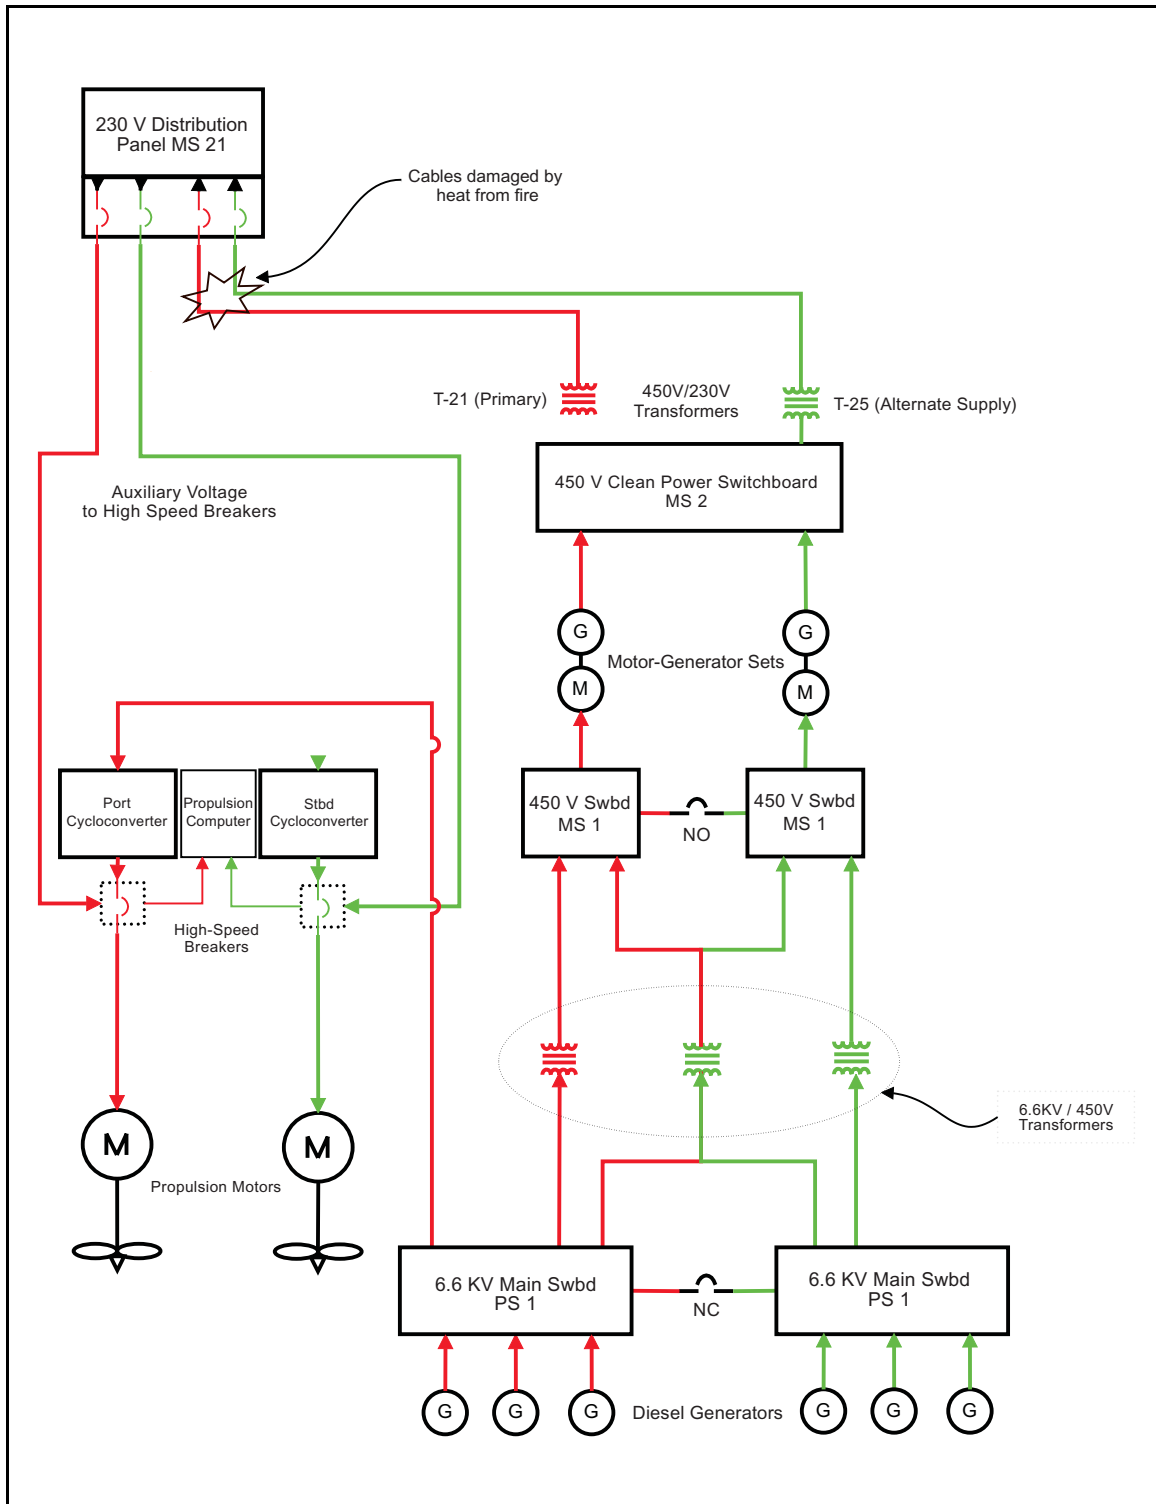 230 V Distribution
Panel MS 21
Cables damaged by
heat from fire
T-21 (Primary)
450V/230V
Transformers
T-25 (Alternate Supply)
450 V Clean Power Switchboard
MS 2
Auxiliary Voltage
to High Speed Breakers
G
G
Motor-Generator Sets
M
M
Port
Cycloconverter
Propulsion
Computer
Stbd
Cycloconverter
450 V Swbd
MS 1
NO
450 V Swbd
MS 1
High-Speed
Breakers
6.6KV / 450V
Transformers
M
M
Propulsion Motors
6.6 KV Main Swbd
PS 1
NC
6.6 KV Main Swbd
PS 1
G
G
G
Diesel Generators
G
G
G